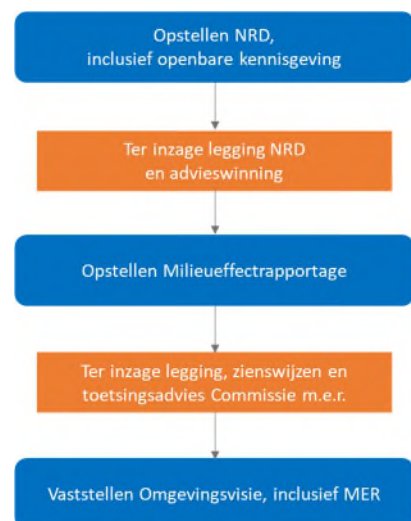 Opstellen NRD,
inclusief openbare kennisgeving
Ter inzage legging NRD
en advieswinning
Opstellen Milieueffectrapportage
Ter inzage legging, zienswijzen en
toetsingsadvies Commissie m.e.r.
Vaststellen Omgevingsvisie, inclusief MER